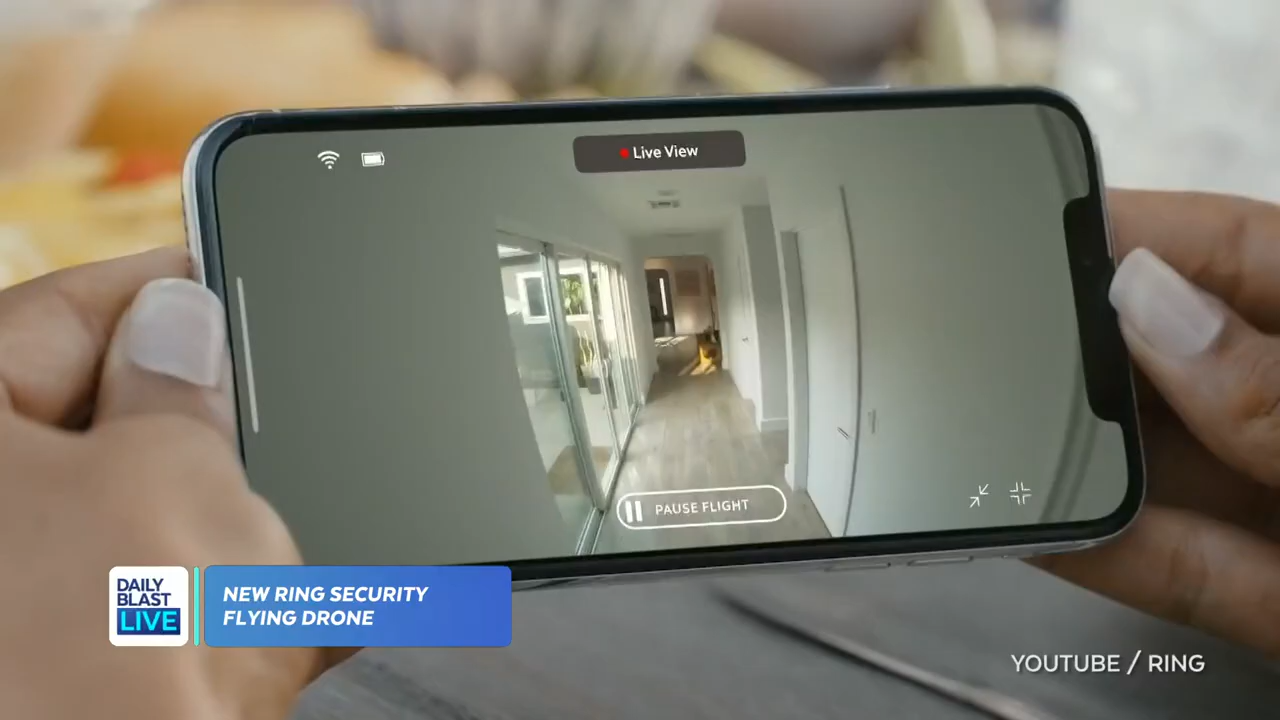 Live View
PAUSE FLIGHT
DAILY
BLAST
LIVE
NEW RING SECURITY
FLYING DRONE
YOUTUBE / RING